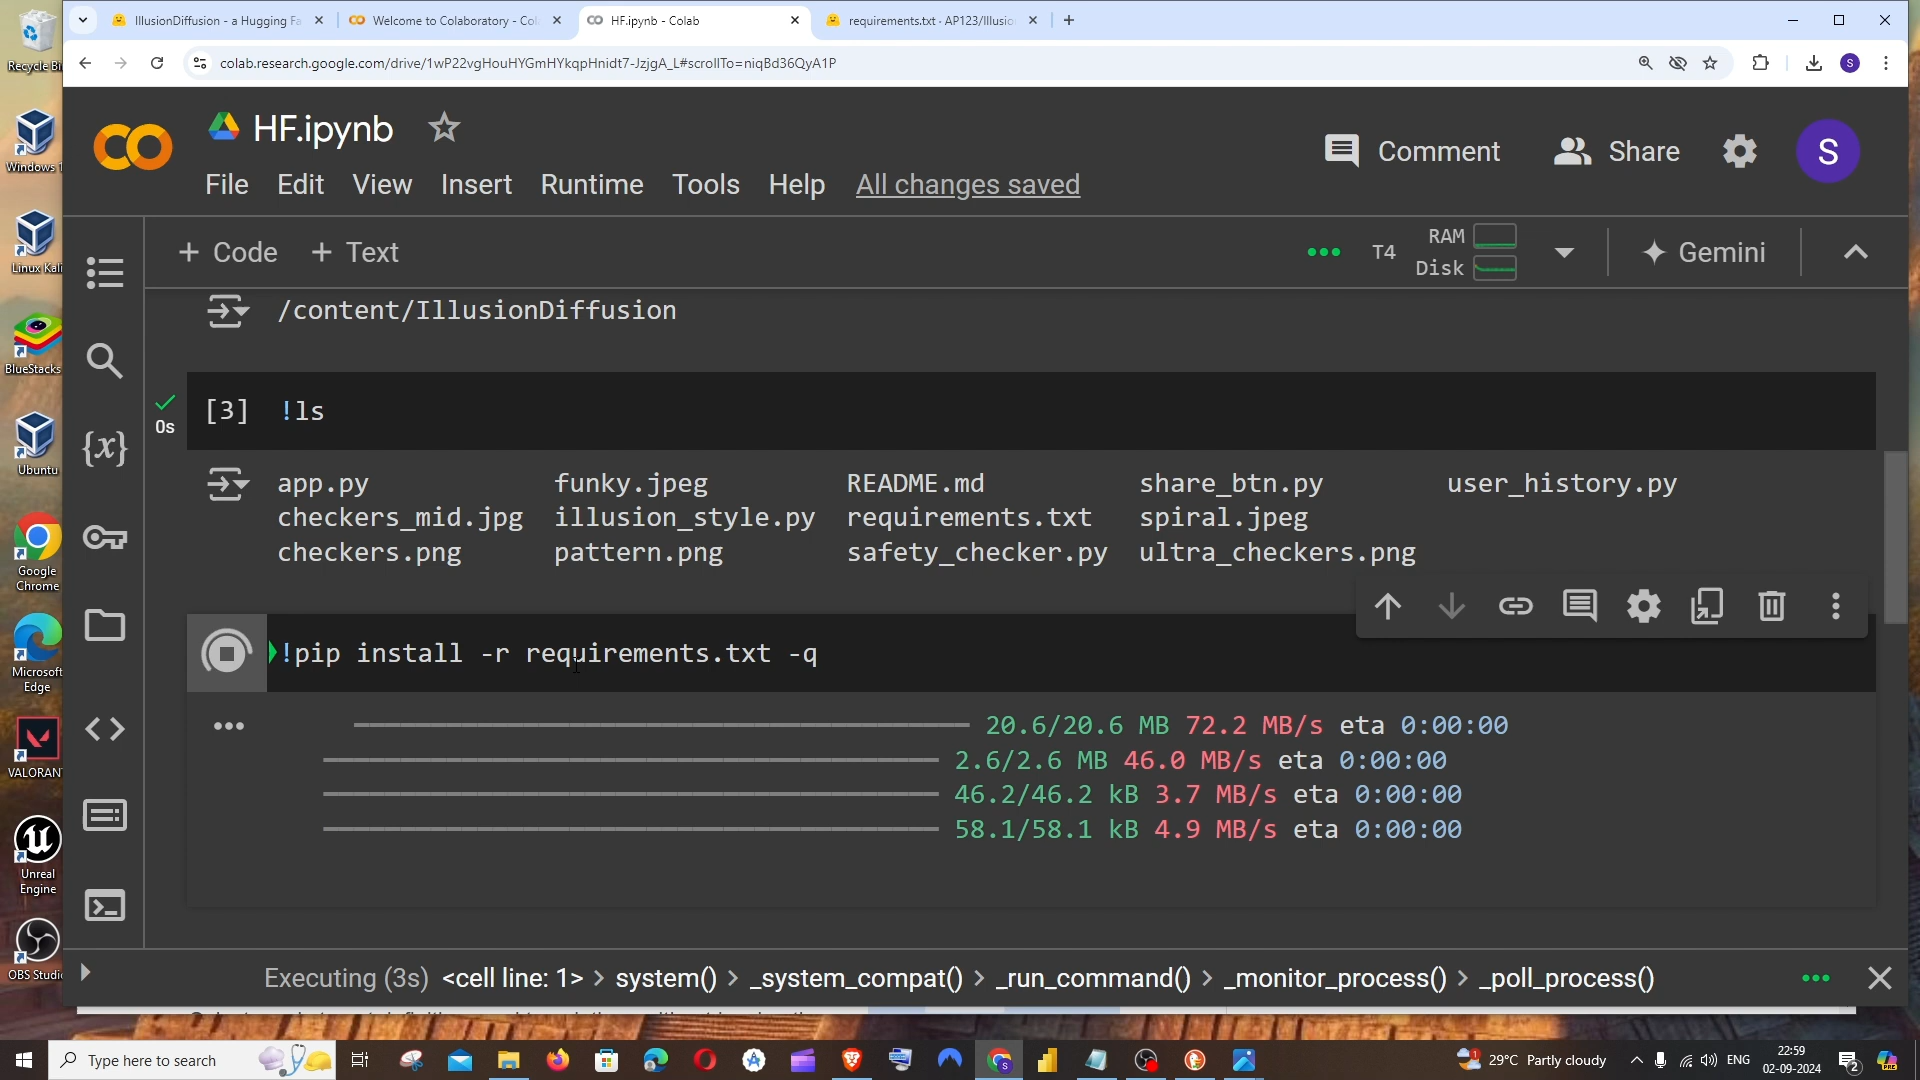 Recycle Bi
Windows 1
Linux Kali
BlueStacks
Ubuntu
Google
Chrome
Microsoft
Edge
VALORANT
Unreal
Engine
OBS Studi
IllusionDiffusion - a Hugging Fa
Welcome to Colaboratory - Col
HF.ipynb - Colab
requirements.txt · AP123/Illusio
colab.research.google.com/drive/1wP22vgHouHYGmHYkqpHnidt7-JzjgA_L#scrollTo=niqBd36QyA1P
S
HF.ipynb
Comment
Share
S
File Edit View Insert Runtime Tools Help All changes saved
+ Code + Text
T4
RAM
Disk
Gemini
/content/IllusionDiffusion
[3] !ls
0s
app.py funky.jpeg README.md share_btn.py user_history.py
checkers_mid.jpg illusion_style.py requirements.txt spiral.jpeg
checkers.png pattern.png safety_checker.py ultra_checkers.png
!pip install -r requirements.txt -q
20.6/20.6 MB 72.2 MB/s eta 0:00:00
2.6/2.6 MB 46.0 MB/s eta 0:00:00
46.2/46.2 kB 3.7 MB/s eta 0:00:00
58.1/58.1 kB 4.9 MB/s eta 0:00:00
Executing (3s) <cell line: 1> > system() > _system_compat() > _run_command() > _monitor_process() > _poll_process()
Type here to search
29°C Partly cloudy
ENG
22:59
02-09-2024
2